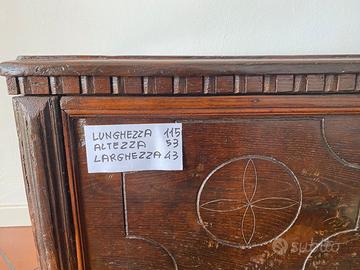 LUNGHEZZA 115
ALTEZZA 53
LARGHEZZA 43
subito